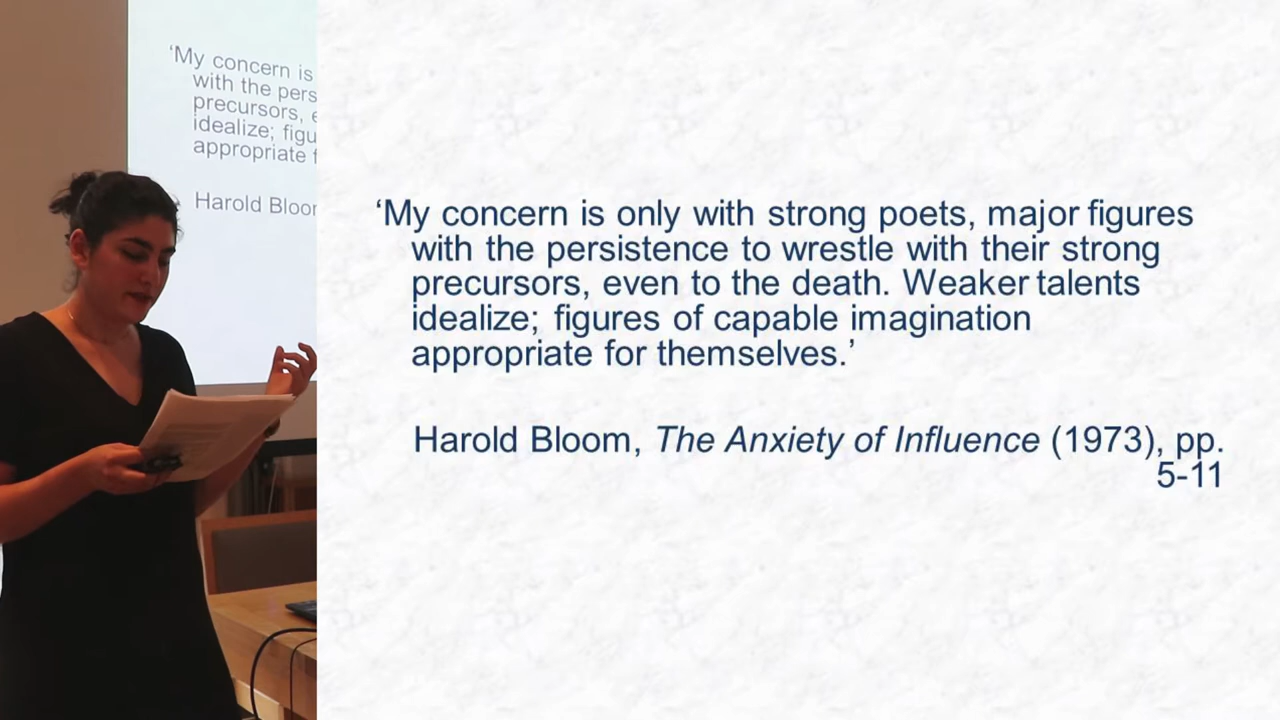 ‘My concern is
with the pers
precursors, e
idealize; figu
appropriate f
Harold Bloor
‘My concern is only with strong poets, major figures
with the persistence to wrestle with their strong
precursors, even to the death. Weaker talents
idealize; figures of capable imagination
appropriate for themselves.’
Harold Bloom, The Anxiety of Influence (1973), pp.
5-11